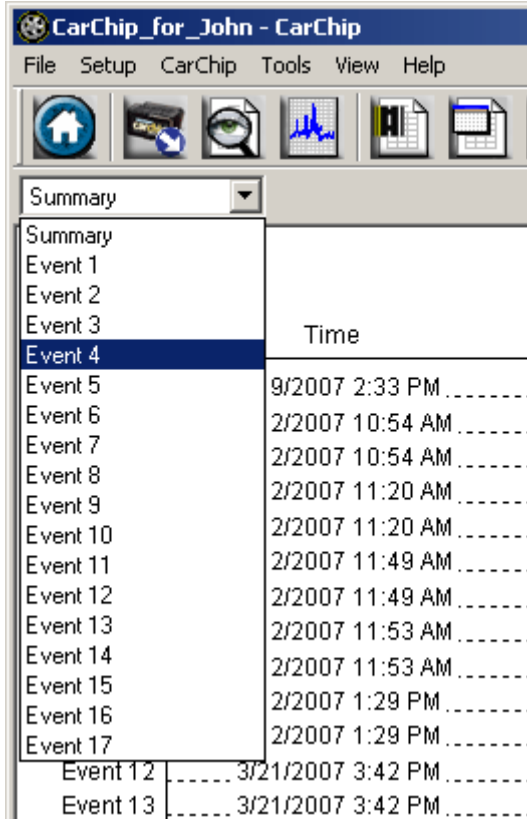 CarChip_for_John - CarChip
File Setup CarChip Tools View Help
Summary
Summary
Event 1
Event 2
Event 3
Event 4
Event 5
Event 6
Event 7
Event 8
Event 9
Event 10
Event 11
Event 12
Event 13
Event 14
Event 15
Event 16
Event 17
Time
9/2007 2:33 PM
2/2007 10:54 AM
2/2007 10:54 AM
2/2007 11:20 AM
2/2007 11:20 AM
2/2007 11:49 AM
2/2007 11:49 AM
2/2007 11:53 AM
2/2007 11:53 AM
2/2007 1:29 PM
2/2007 1:29 PM
Event 12 3/21/2007 3:42 PM
Event 13 3/21/2007 3:42 PM